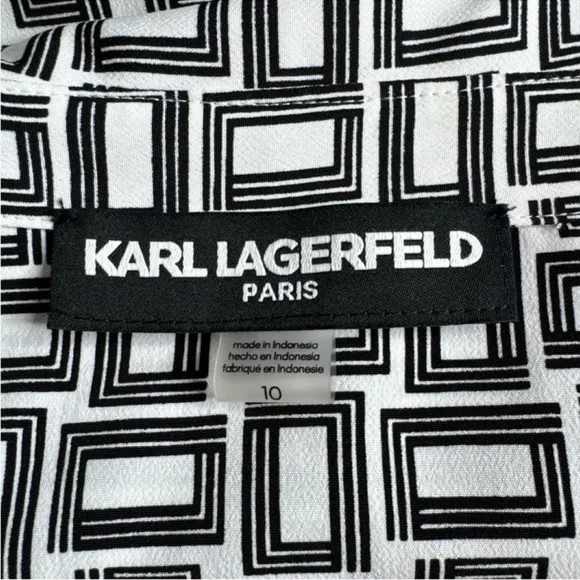 KARL LAGERFELD
PARIS
made in Indonesia
hecho en Indonesia
fabriqué en Indonesie
10